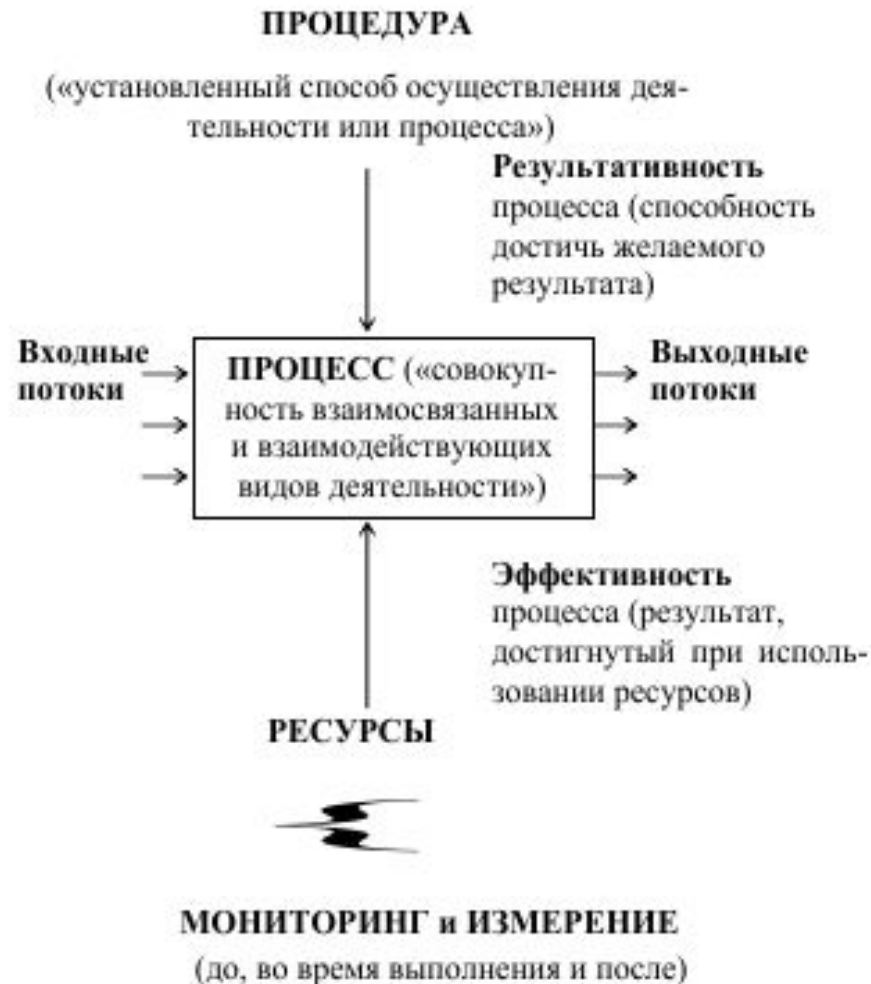 ПРОЦЕДУРА
(«установленный способ осуществления дея-
тельности или процесса»)
Результативность
процесса (способность
достичь желаемого
результата)
Входные
потоки
ПРОЦЕСС («совокуп-
ность взаимосвязанных
и взаимодействующих
видов деятельности»)
Выходные
потоки
Эффективность
процесса (результат,
достигнутый при исполь-
зовании ресурсов)
РЕСУРСЫ
МОНИТОРИНГ и ИЗМЕРЕНИЕ
(до, во время выполнения и после)